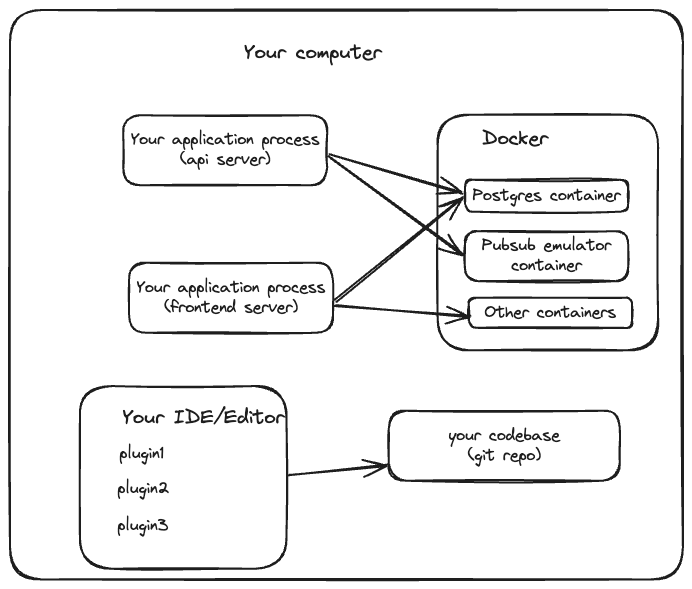 Your computer
Your application process
(api server)
Docker
Postgres container
Pubsub emulator
container
Your application process
(frontend server)
Other containers
Your IDE/Editor
plugin1
plugin2
plugin3
your codebase
(git repo)